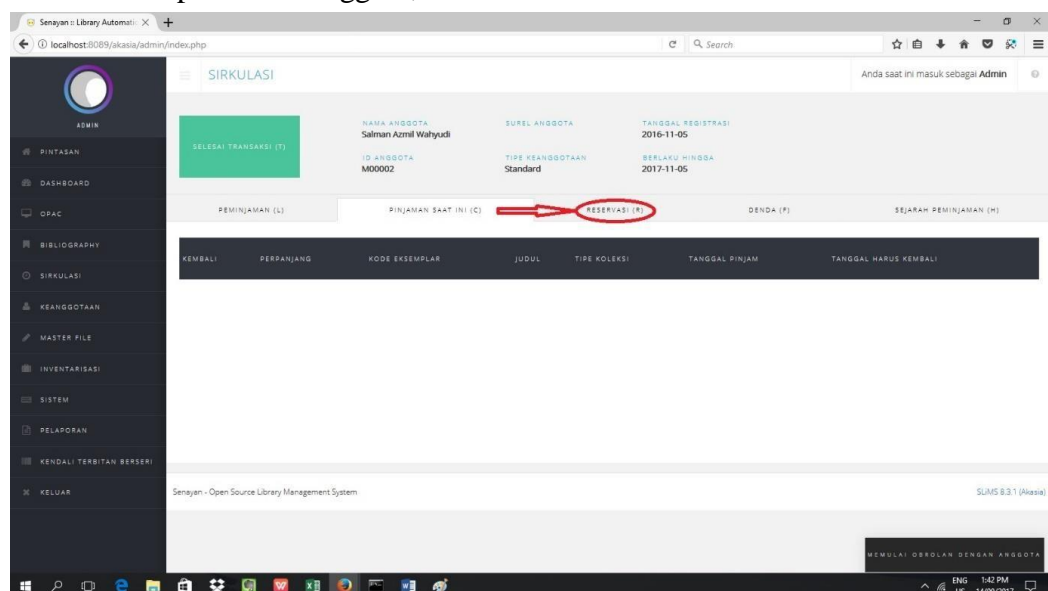 Senayan :: Library Automatic
localhost:8089/akasia/admin/index.php
Search
SIRKULASI
Anda saat ini masuk sebagai Admin
ADMIN
PINTASAN
DASHBOARD
OPAC
BIBLIOGRAPHY
SIRKULASI
KEANGGOTAAN
MASTER FILE
INVENTARISASI
SISTEM
PELAPORAN
KENDALI TERBITAN BERSERI
KELUAR
SELESAI TRANSAKSI (T)
NAMA ANGGOTA
Salman Azmil Wahyudi
SUREL ANGGOTA
TANGGAL REGISTRASI
2016-11-05
ID ANGGOTA
M00002
TIPE KEANGGOTAAN
Standard
BERLAKU HINGGA
2017-11-05
PEMINJAMAN (L)
PINJAMAN SAAT INI (C)
RESERVASI (R)
DENDA (F)
SEJARAH PEMINJAMAN (H)
KEMBALI
PERPANJANG
KODE EKSEMPLAR
JUDUL
TIPE KOLEKSI
TANGGAL PINJAM
TANGGAL HARUS KEMBALI
Senayan - Open Source Library Management System
SLiMS 8.3.1 (Akasia)
MEMULAI OBROLAN DENGAN ANGGOTA
ENG
1:42 PM